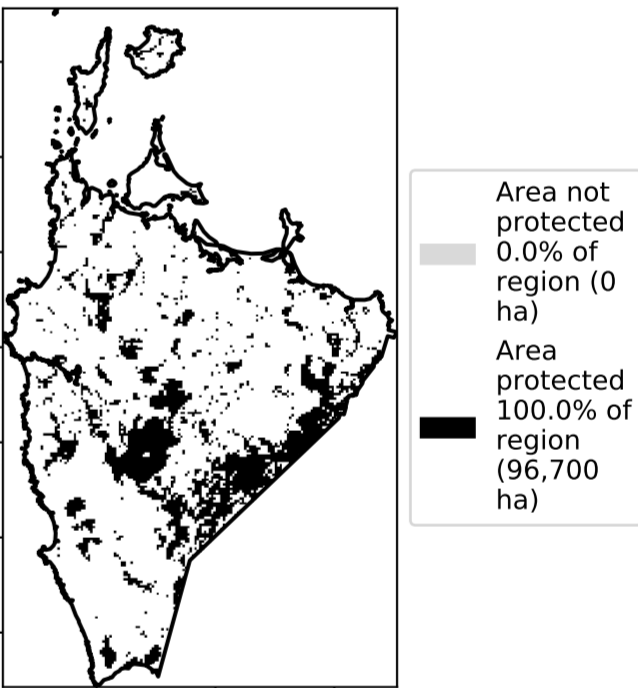 Area not
protected
0.0% of
region (0
ha)
Area
protected
100.0% of
region
(96,700
ha)